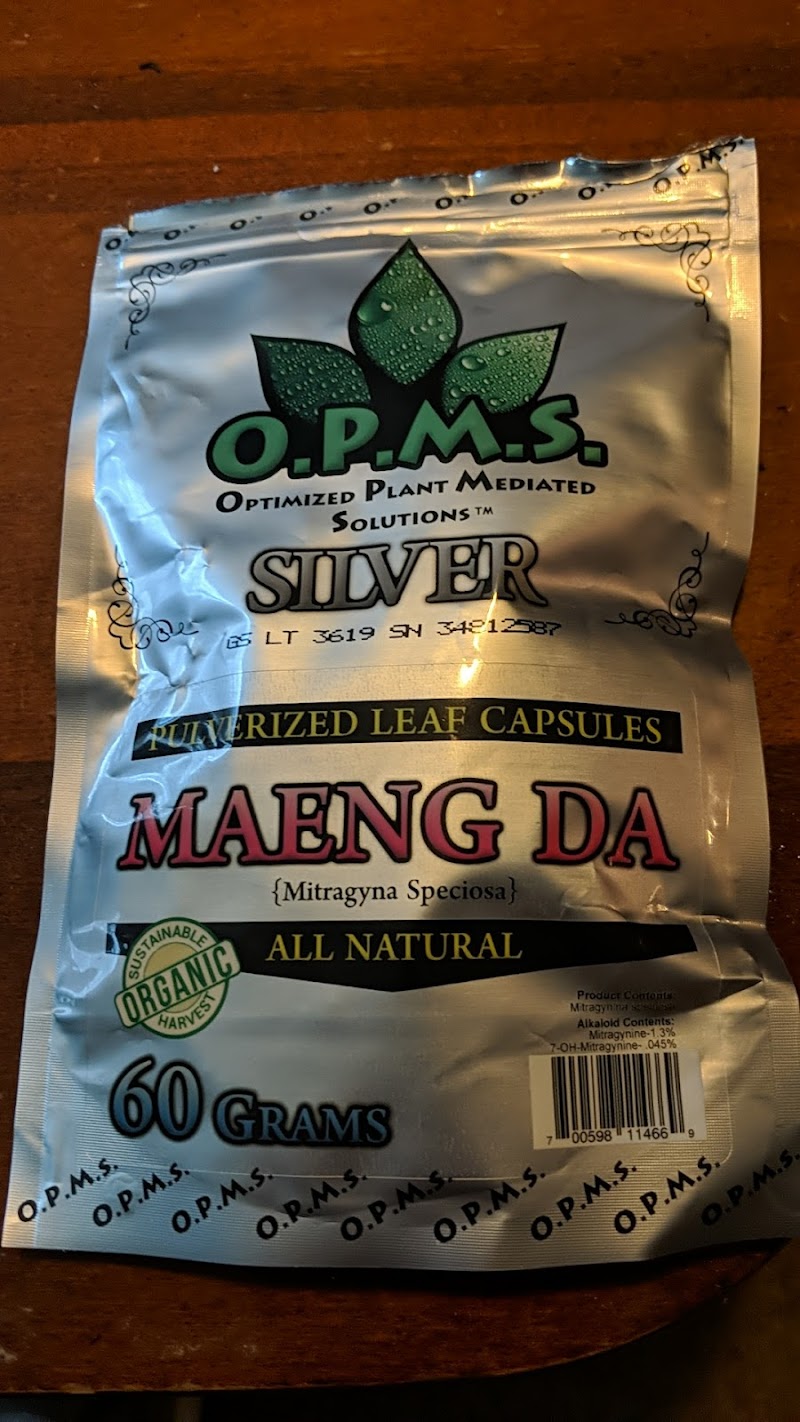 O.P.M.S.
O.P.M.S.
OPTIMIZED PLANT MEDIATED
SOLUTIONS™
SILVER
GS LT 3619 SN 34812587
PULVERIZED LEAF CAPSULES
MAENG DA
{Mitragyna Speciosa}
ALL NATURAL
SUSTAINABLE
ORGANIC
HARVEST
Product Contents:
Mitragynina
Alkaloid Contents:
Mitragynine-1.3%
7-OH-Mitragynine- .045%
60 GRAMS
7 00598 11466 9
O.P.M.S. O.P.M.S. O.P.M.S. O.P.M.S. O.P.M.S. O.P.M.S. O.P.M.S. O.P.M.S. O.P.M.S.